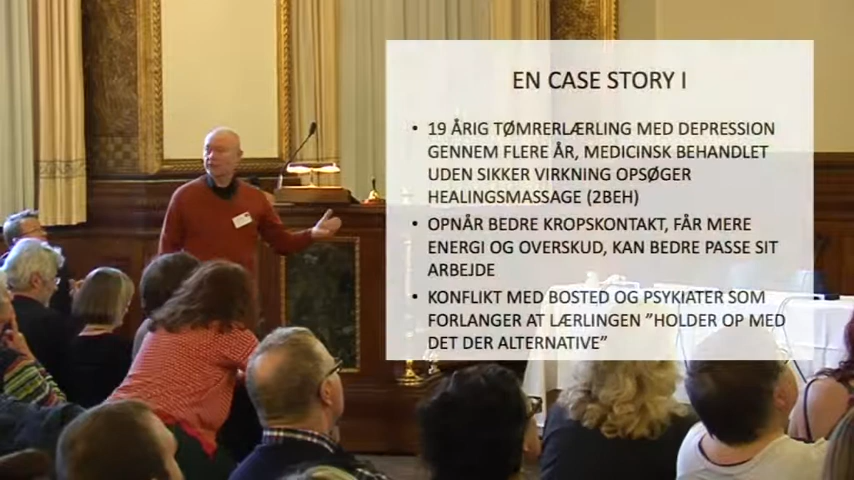 EN CASE STORY I
• 19 ÅRIG TØMRERLÆRLING MED DEPRESSION
GENNEM FLERE ÅR, MEDICINSK BEHANDLET
UDEN SIKKER VIRKNING OPSØGER
HEALINGSMASSAGE (2BEH)
• OPNÅR BEDRE KROPSKONTAKT, FÅR MERE
ENERGI OG OVERSKUD, KAN BEDRE PASSE SIT
ARBEJDE
• KONFLIKT MED BOSTED OG PSYKIATER SOM
FORLANGER AT LÆRLINGEN ”HOLDER OP MED
DET DER ALTERNATIVE”